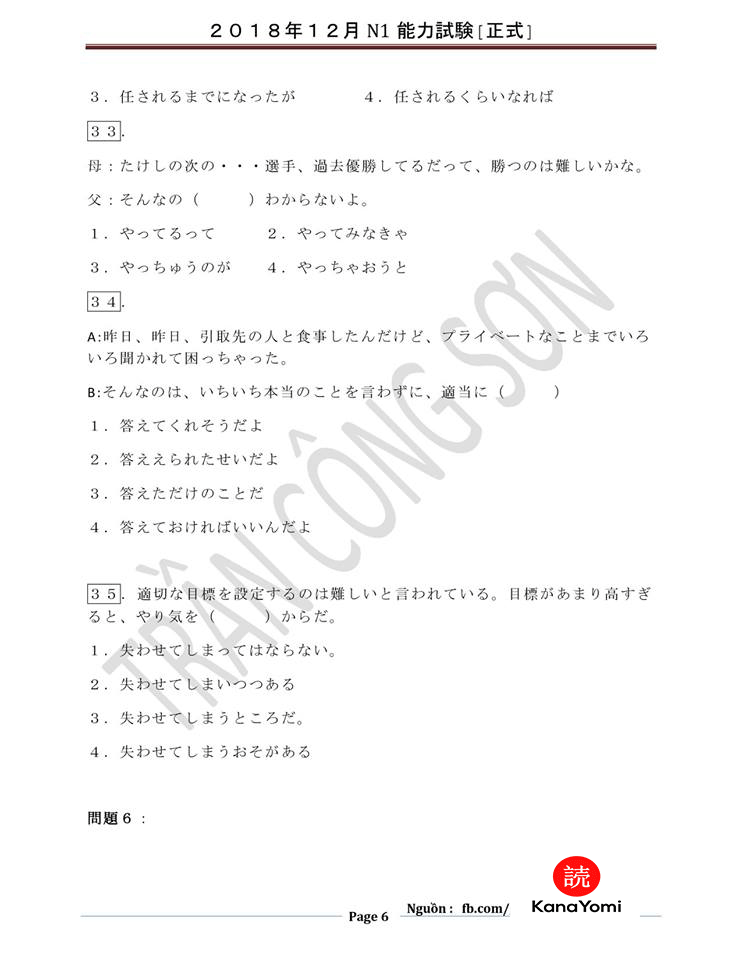 ２０１８年１２月 N1 能力試験[正式]
３．任されるまでになったが　　　　４．任されるくらいなれば
３３.
母：たけしの次の・・・選手、過去優勝してるだって、勝つのは難しいかな。
父：そんなの（　　　）わからないよ。
１．やってるって　　　２．やってみなきゃ
３．やっちゅうのが　　４．やっちゃおうと
３４.
A:昨日、昨日、引取先の人と食事したんだけど、プライベートなことまでいろ
いろ聞かれて困っちゃった。
B:そんなのは、いちいち本当のことを言わずに、適当に（　　　）
１．答えてくれそうだよ
２．答ええられたせいだよ
３．答えただけのことだ
４．答えておければいいんだよ
３５. 適切な目標を設定するのは難しいと言われている。目標があまり高すぎ
ると、やり気を（　　　）からだ。
１．失わせてしまってはならない。
２．失わせてしまいつつある
３．失わせてしまうところだ。
４．失わせてしまうおそがある
問題６：
TRẦN CÔNG SƠN
Page 6
Nguồn : fb.com/
読
KanaYomi